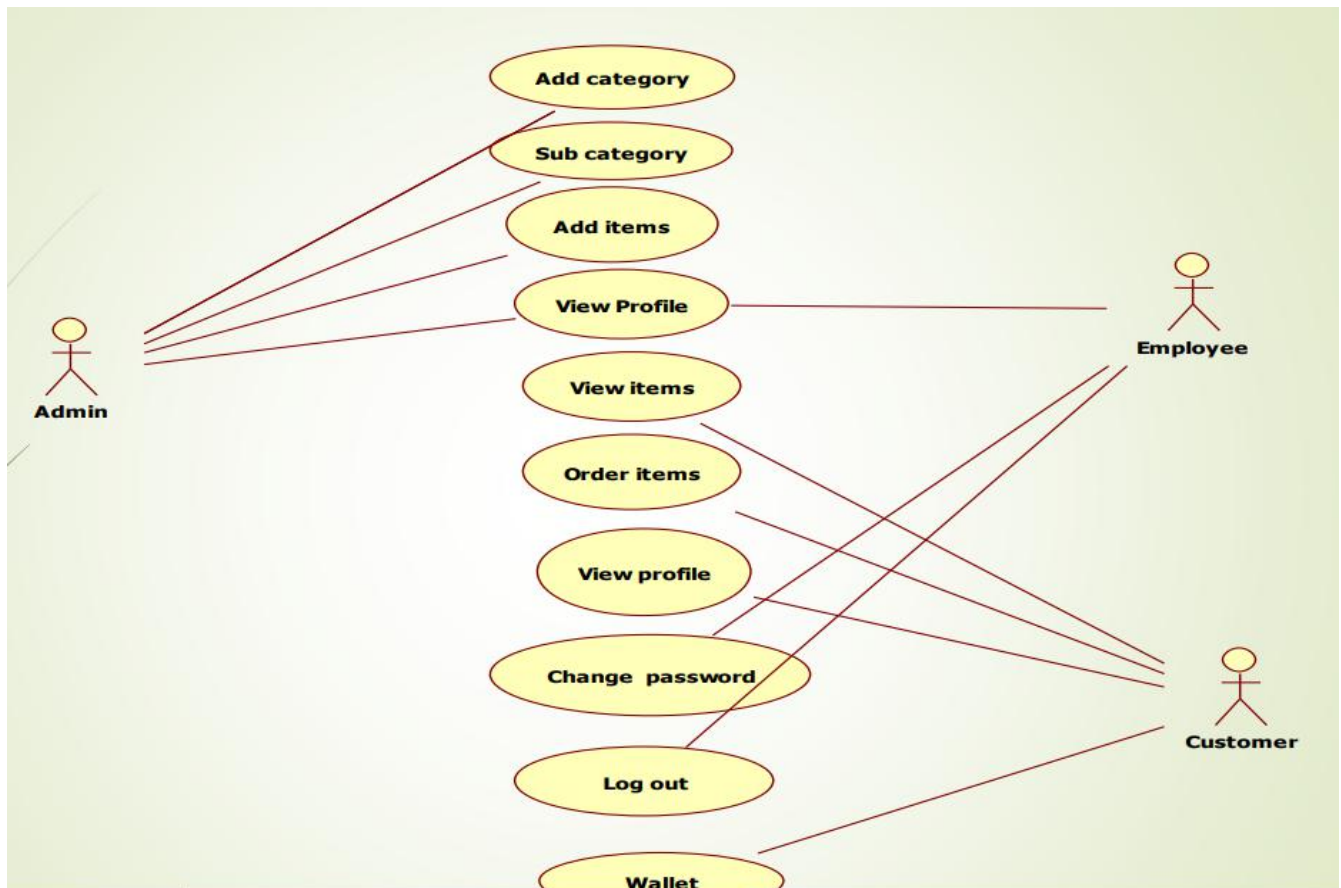 Add category
Sub category
Add items
View Profile
Employee
View items
Admin
Order items
View profile
Change password
Customer
Log out
Wallet